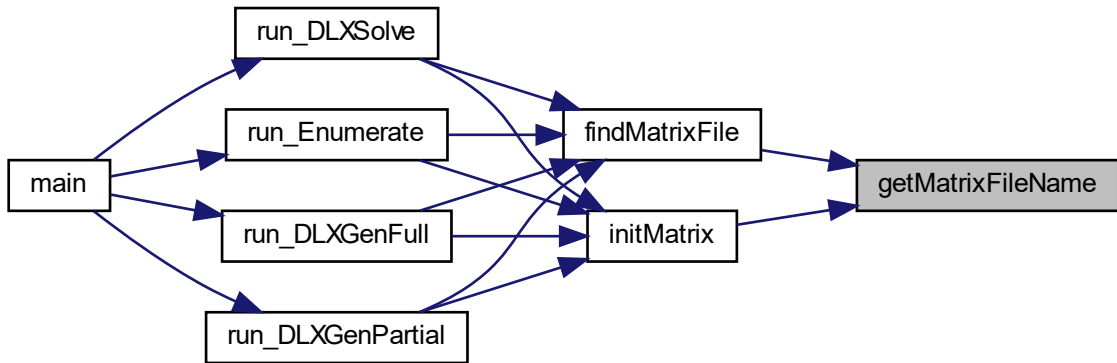 run_DLXSolve
run_Enumerate
findMatrixFile
main
getMatrixFileName
run_DLXGenFull
initMatrix
run_DLXGenPartial